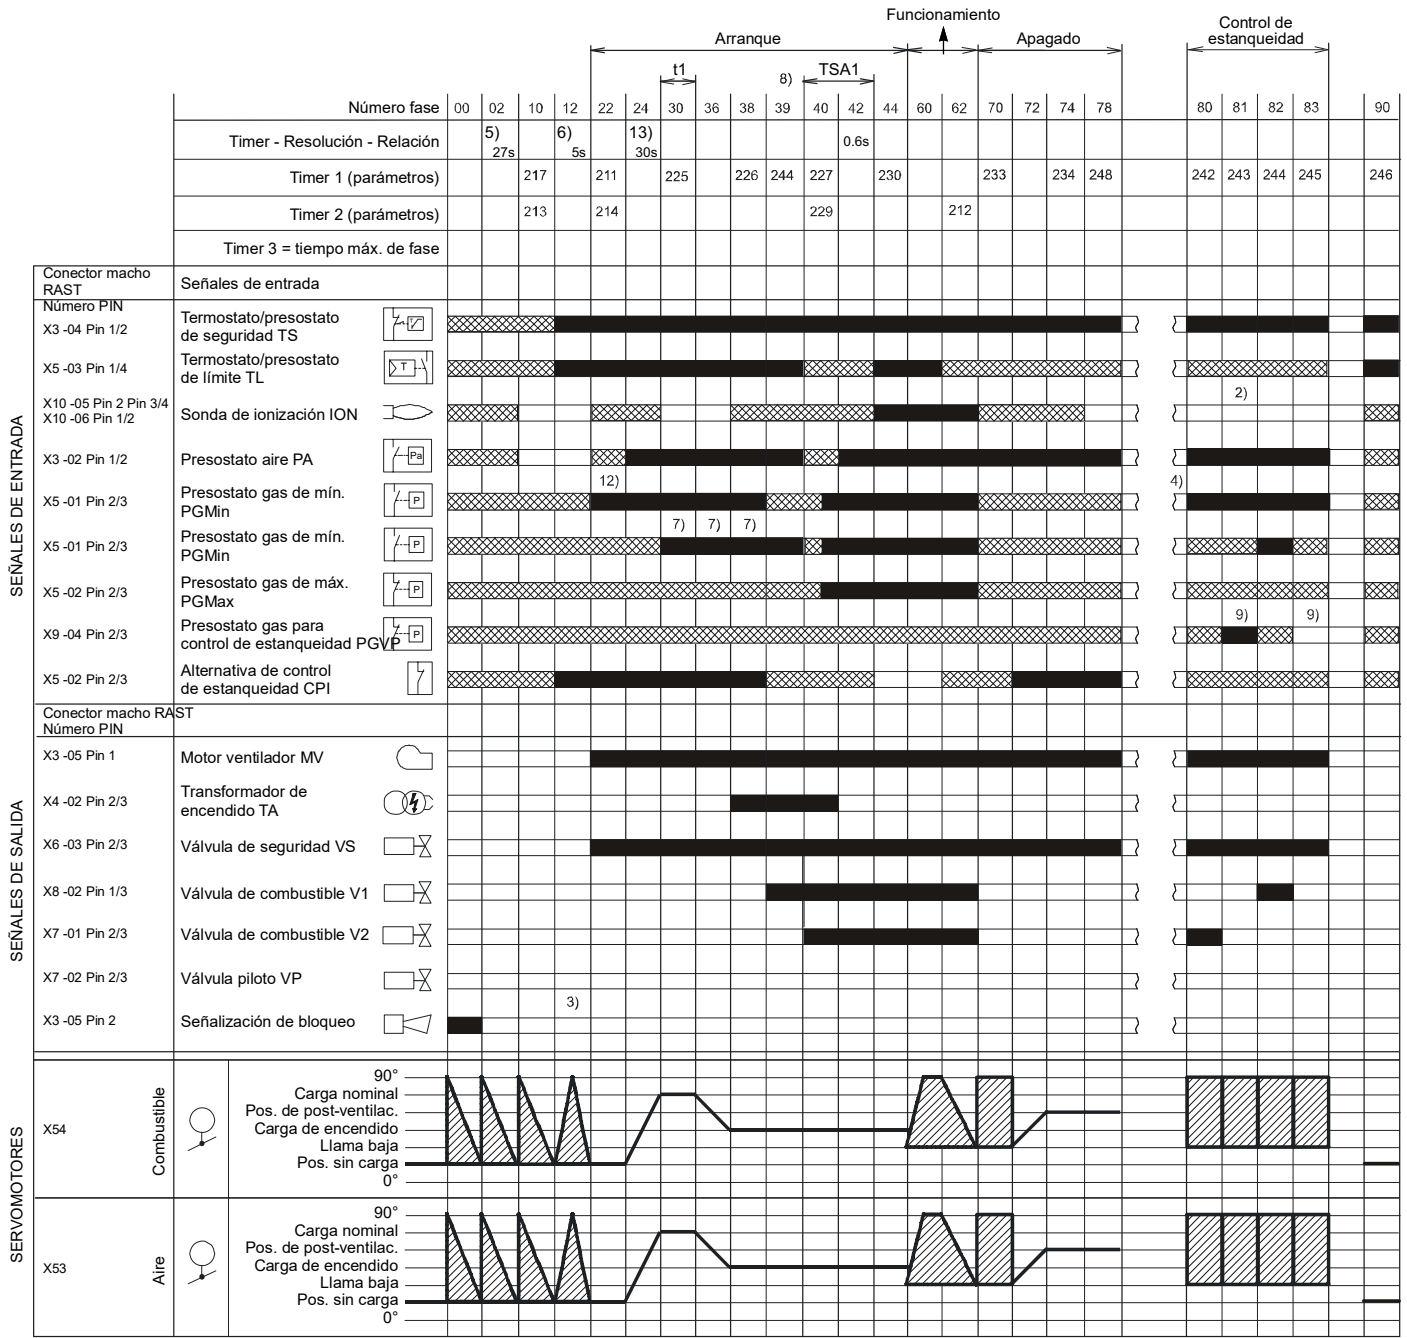 Funcionamiento
Arranque
Apagado
Control de
estanqueidad
t1
8)
TSA1
Número fase 00 02 10 12 22 24 30 36 38 39 40 42 44 60 62 70 72 74 78 80 81 82 83 90
Timer - Resolución - Relación 5) 27s 6) 5s 13) 30s 0.6s
Timer 1 (parámetros) 217 211 225 226 244 227 230 233 234 248 242 243 244 245 246
Timer 2 (parámetros) 213 214 229 212
Timer 3 = tiempo máx. de fase
Conector macho
RAST
Número PIN
Señales de entrada
SEÑALES DE ENTRADA
X3 -04 Pin 1/2
Termostato/presostato
de seguridad TS
X5 -03 Pin 1/4
Termostato/presostato
de límite TL
T
2)
X10 -05 Pin 2 Pin 3/4
X10 -06 Pin 1/2
Sonda de ionización ION
X3 -02 Pin 1/2
Presostato aire PA
Pa
12)
4)
X5 -01 Pin 2/3
Presostato gas de mín.
PGMin
P
7) 7) 7)
X5 -01 Pin 2/3
Presostato gas de mín.
PGMin
P
X5 -02 Pin 2/3
Presostato gas de máx.
PGMax
P
9) 9)
X9 -04 Pin 2/3
Presostato gas para
control de estanqueidad PGVP
P
X5 -02 Pin 2/3
Alternativa de control
de estanqueidad CPI
Conector macho RAST
Número PIN
SEÑALES DE SALIDA
X3 -05 Pin 1
Motor ventilador MV
X4 -02 Pin 2/3
Transformador de
encendido TA
X6 -03 Pin 2/3
Válvula de seguridad VS
X8 -02 Pin 1/3
Válvula de combustible V1
X7 -01 Pin 2/3
Válvula de combustible V2
X7 -02 Pin 2/3
Válvula piloto VP
3)
X3 -05 Pin 2
Señalización de bloqueo
SERVOMOTORES
X54
Combustible
90°
Carga nominal
Pos. de post-ventilac.
Carga de encendido
Llama baja
Pos. sin carga
0°
X53
Aire
90°
Carga nominal
Pos. de post-ventilac.
Carga de encendido
Llama baja
Pos. sin carga
0°